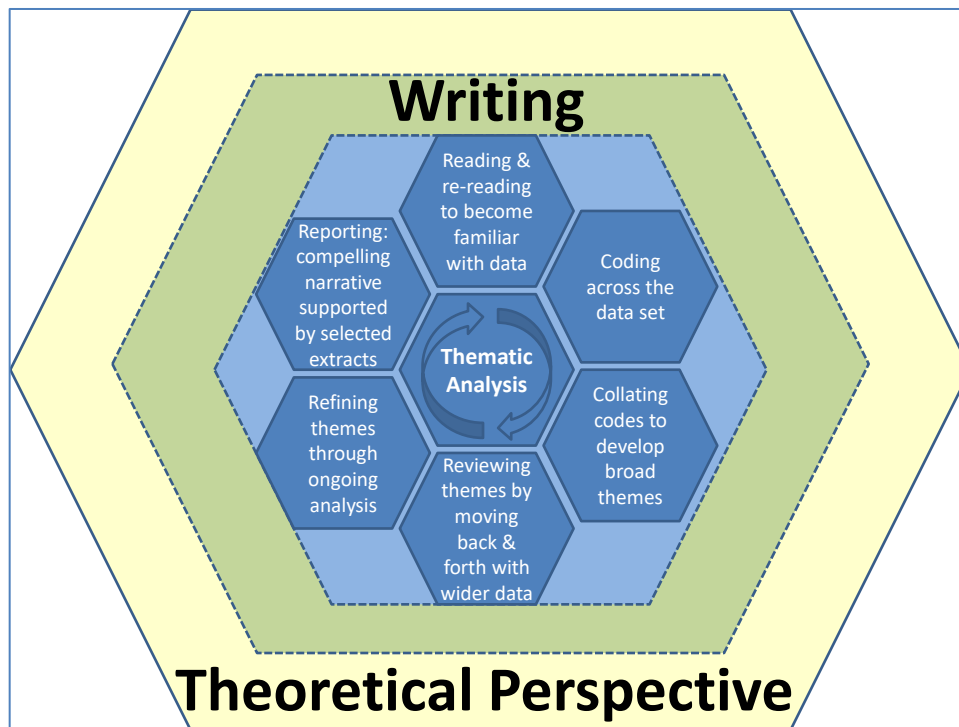 Writing
Reading &
re-reading
to become
familiar
with data
Coding
across the
data set
Collating
codes to
develop
broad
themes
Reviewing
themes by
moving
back &
forth with
wider data
Refining
themes
through
ongoing
analysis
Reporting:
compelling
narrative
supported
by selected
extracts
Thematic
Analysis
Theoretical Perspective